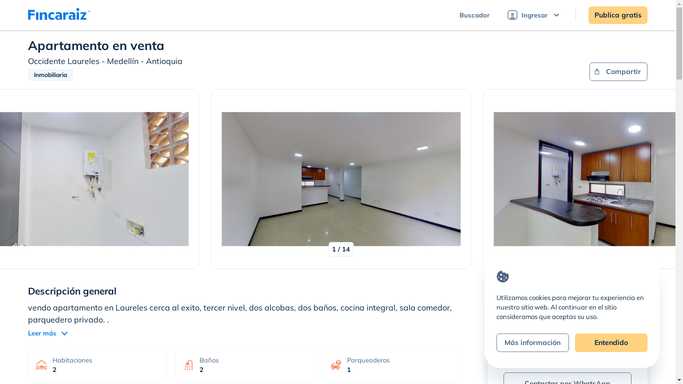 Fincaraiz
Buscador
Ingresar
Publica gratis
Apartamento en venta
Occidente Laureles - Medellín - Antioquia
Inmobiliaria
Compartir
1 / 14
Descripción general
vendo apartamento en Laureles cerca al exito, tercer nivel, dos alcobas, dos baños, cocina integral, sala comedor,
parquedero privado. .
Leer más
Habitaciones
2
Baños
2
Parqueaderos
1
Utilizamos cookies para mejorar tu experiencia en
nuestro sitio web. Al continuar en el sitio
consideramos que aceptas su uso.
Más información
Entendido
Contactar por WhatsApp